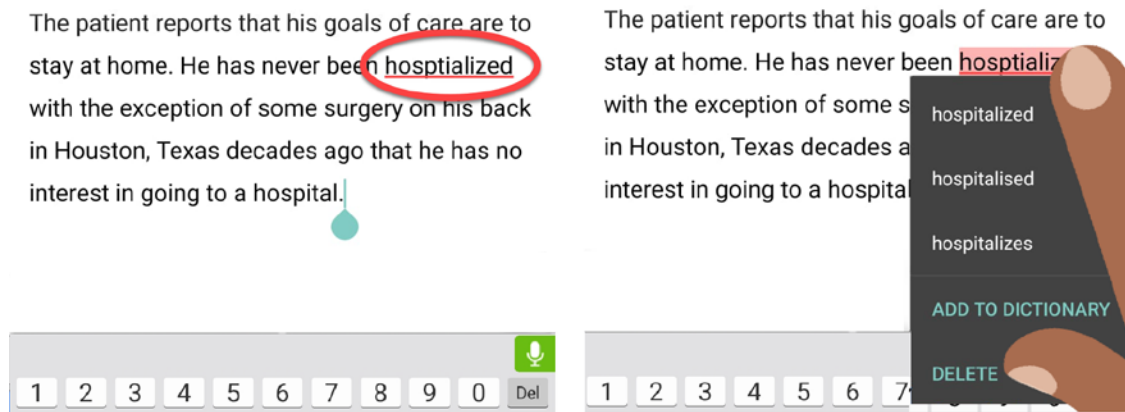 The patient reports that his goals of care are to
stay at home. He has never been hosptialized
with the exception of some surgery on his back
in Houston, Texas decades ago that he has no
interest in going to a hospital.
1 2 3 4 5 6 7 8 9 0 Del
The patient reports that his goals of care are to
stay at home. He has never been hosptializ
with the exception of some s
in Houston, Texas decades a
interest in going to a hospital
hospitalized
hospitalised
hospitalizes
ADD TO DICTIONARY
DELETE
1 2 3 4 5 6 7